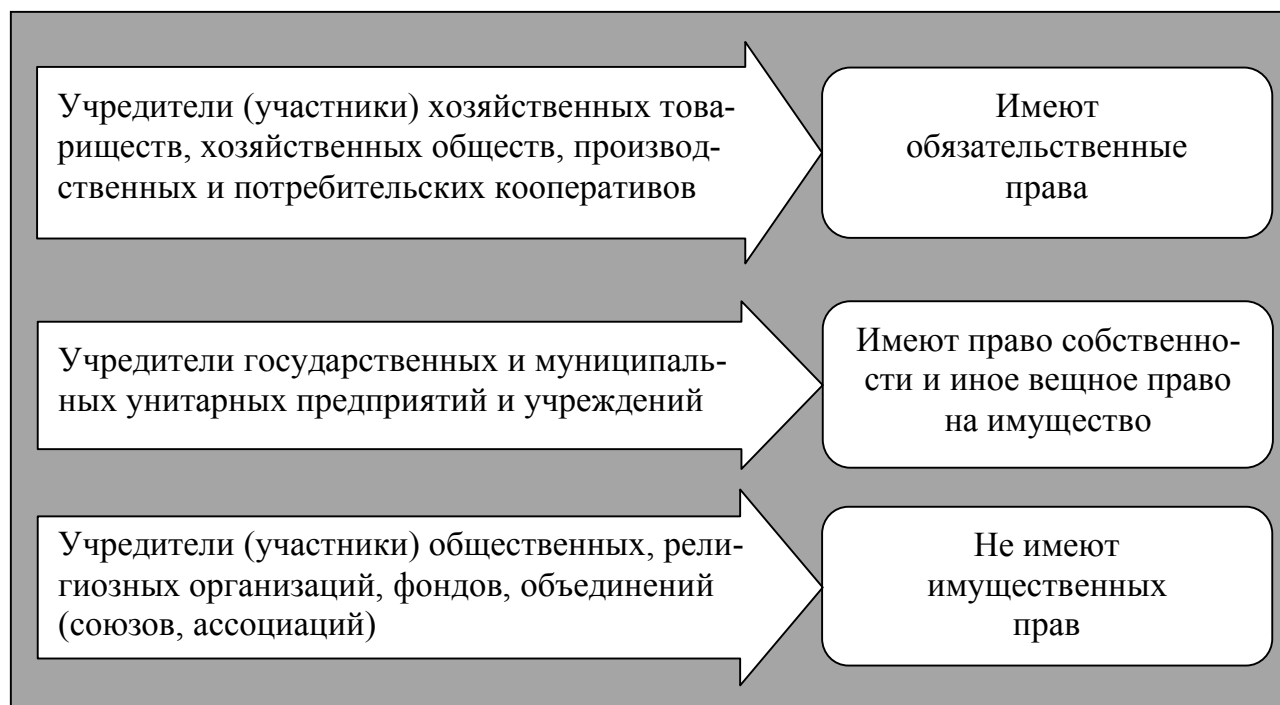 Учредители (участники) хозяйственных това-
риществ, хозяйственных обществ, производ-
ственных и потребительских кооперативов
Имеют
обязательственные
права
Учредители государственных и муниципаль-
ных унитарных предприятий и учреждений
Имеют право собственно-
сти и иное вещное право
на имущество
Учредители (участники) общественных, рели-
гиозных организаций, фондов, объединений
(союзов, ассоциаций)
Не имеют
имущественных
прав